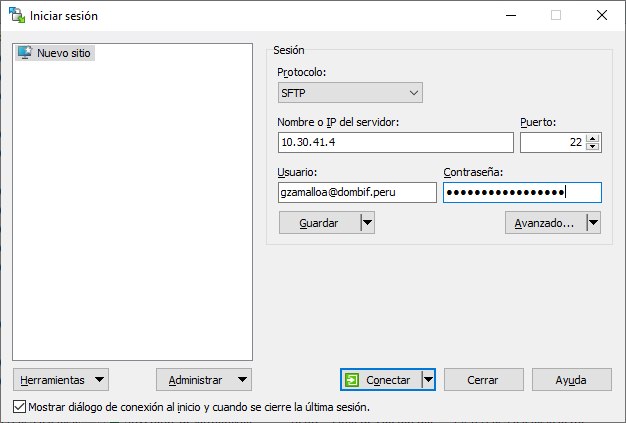 Iniciar sesión
Nuevo sitio
Sesión
Protocolo:
SFTP
Nombre o IP del servidor:
Puerto:
10.30.41.4
22
Usuario:
Contraseña:
gzamalloa@dombif.peru
•••••••••••••••••
Guardar
Avanzado...
Herramientas
Administrar
Conectar
Cerrar
Ayuda
Mostrar diálogo de conexión al inicio y cuando se cierre la última sesión.